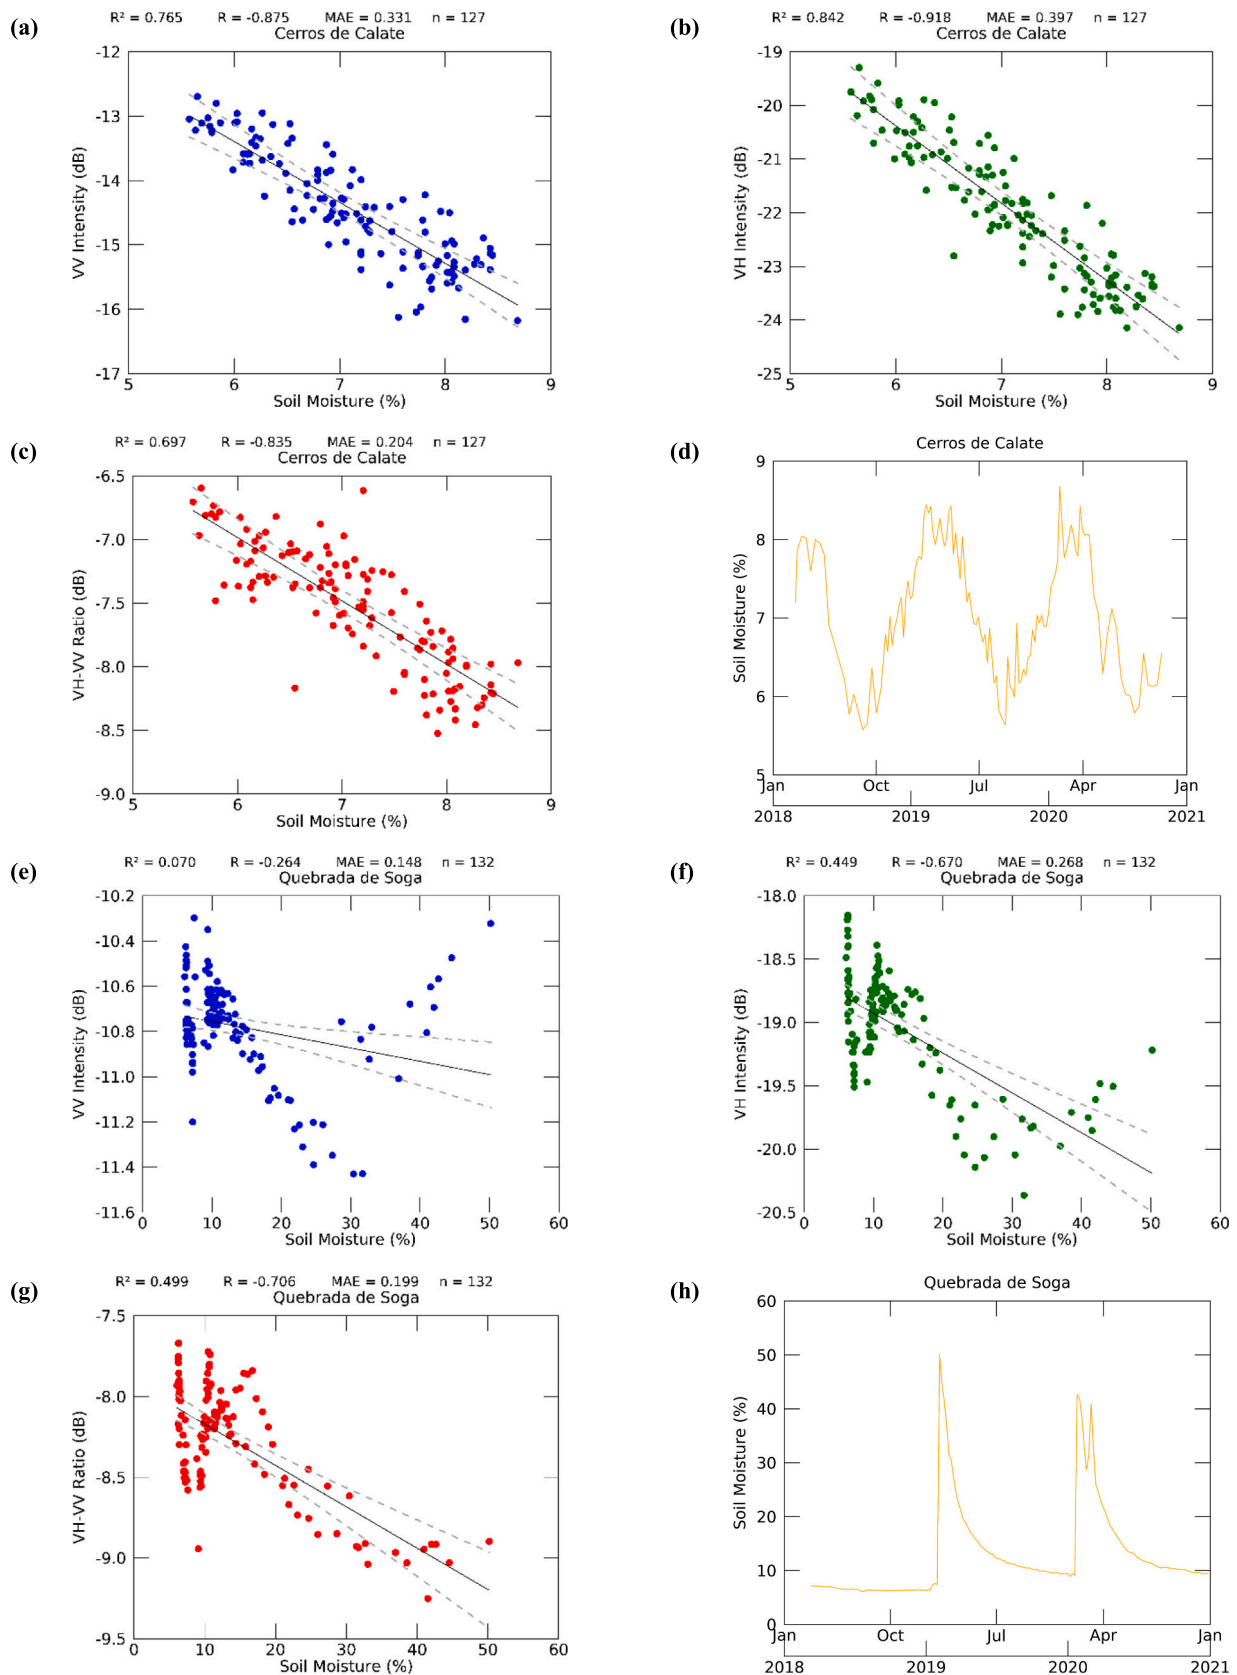 (a)
R² = 0.765 R = -0.875 MAE = 0.331 n = 127
Cerros de Calate
-12
-13
-14
-15
-16
-17
VV Intensity (dB)
5 6 7 8 9
Soil Moisture (%)
(b)
R² = 0.842 R = -0.918 MAE = 0.397 n = 127
Cerros de Calate
-19
-20
-21
-22
-23
-24
-25
VH Intensity (dB)
5 6 7 8 9
Soil Moisture (%)
(c)
R² = 0.697 R = -0.835 MAE = 0.204 n = 127
Cerros de Calate
-6.5
-7.0
-7.5
-8.0
-8.5
-9.0
VH-VV Ratio (dB)
5 6 7 8 9
Soil Moisture (%)
(d)
Cerros de Calate
9
8
7
6
5
Soil Moisture (%)
Jan Oct Jul Apr Jan
2018 2019 2020 2021
(e)
R² = 0.070 R = -0.264 MAE = 0.148 n = 132
Quebrada de Soga
-10.2
-10.4
-10.6
-10.8
-11.0
-11.2
-11.4
-11.6
VV Intensity (dB)
0 10 20 30 40 50 60
Soil Moisture (%)
(f)
R² = 0.449 R = -0.670 MAE = 0.268 n = 132
Quebrada de Soga
-18.0
-18.5
-19.0
-19.5
-20.0
-20.5
VH Intensity (dB)
0 10 20 30 40 50 60
Soil Moisture (%)
(g)
R² = 0.499 R = -0.706 MAE = 0.199 n = 132
Quebrada de Soga
-7.5
-8.0
-8.5
-9.0
-9.5
VH-VV Ratio (dB)
0 10 20 30 40 50 60
Soil Moisture (%)
(h)
Quebrada de Soga
60
50
40
30
20
10
0
Soil Moisture (%)
Jan Oct Jul Apr Jan
2018 2019 2020 2021